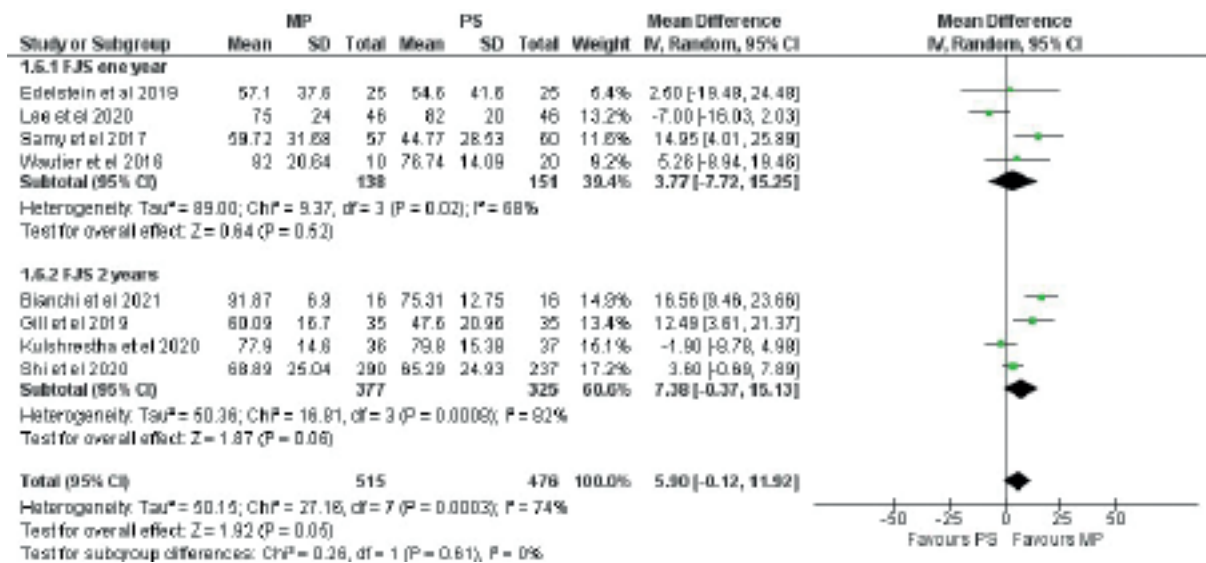 MP PS Mean Difference Mean Difference
Study or Subgroup Mean SD Total Mean SD Total Weight IV, Random, 95% CI IV, Random, 95% CI
1.6.1 FJS one year
Edelstein et al 2019 57.1 37.6 25 54.6 41.6 25 5.4% 2.50 [-19.48, 24.48]
Lee et el 2020 75 24 46 82 20 46 13.2% -7.00 [-16.03, 2.03]
Samy et el 2017 59.72 31.68 57 44.77 28.53 60 11.6% 14.95 [4.01, 25.89]
Wautier et el 2016 82 20.64 10 76.74 14.09 20 9.2% 5.26 [-8.94, 19.46]
Subtotal (95% CI) 138 151 39.4% 3.77 [-7.72, 15.25]
Heterogeneity: Tau² = 89.00; Chi² = 9.37, df = 3 (P = 0.02); I² = 68%
Test for overall effect: Z = 0.64 (P = 0.52)
1.6.2 FJS 2 years
Bianchi et el 2021 91.87 6.9 16 75.31 12.75 16 14.9% 16.56 [9.46, 23.66]
Gill et el 2019 60.09 16.7 35 47.6 20.96 35 13.4% 12.49 [3.61, 21.37]
Kulshrestha et el 2020 77.9 14.6 36 79.8 15.38 37 15.1% -1.90 [-8.78, 4.98]
Shi et el 2020 68.89 25.04 290 65.29 24.93 237 17.2% 3.60 [-0.69, 7.89]
Subtotal (95% CI) 377 325 60.6% 7.38 [-0.37, 15.13]
Heterogeneity: Tau² = 50.36; Chi² = 16.81, df = 3 (P = 0.0008); I² = 82%
Test for overall effect: Z = 1.87 (P = 0.06)
Total (95% CI) 515 476 100.0% 5.90 [-0.12, 11.92]
Heterogeneity: Tau² = 50.15; Chi² = 27.16, df = 7 (P = 0.0003); I² = 74%
Test for overall effect: Z = 1.92 (P = 0.05)
Test for subgroup differences: Chi² = 0.26, df = 1 (P = 0.61), I² = 0%
-50 -25 0 25 50
Favours PS Favours MP